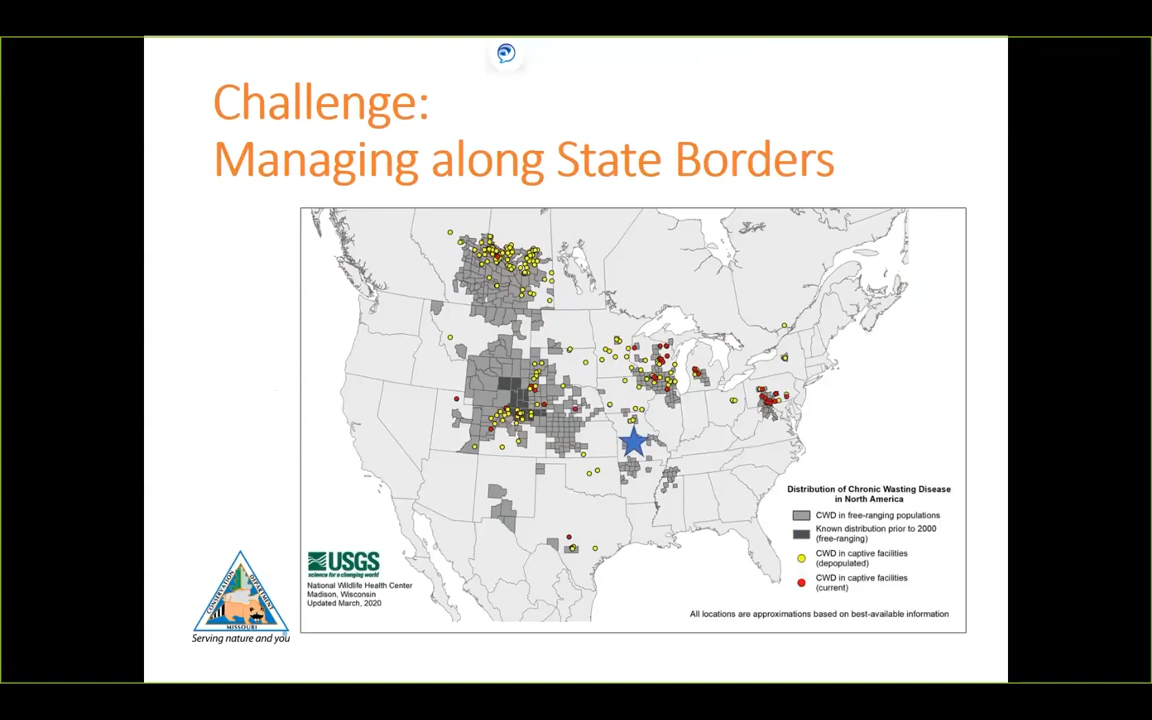 Challenge:
Managing along State Borders
Distribution of Chronic Wasting Disease
in North America
CWD in free-ranging populations
Known distribution prior to 2000
(free-ranging)
CWD in captive facilities
(depopulated)
CWD in captive facilities
(current)
All locations are approximations based on best-available information
USGS
science for a changing world
National Wildlife Health Center
Madison, Wisconsin
Updated March, 2020
CONSERVATION
DEPARTMENT
MISSOURI
Serving nature and you